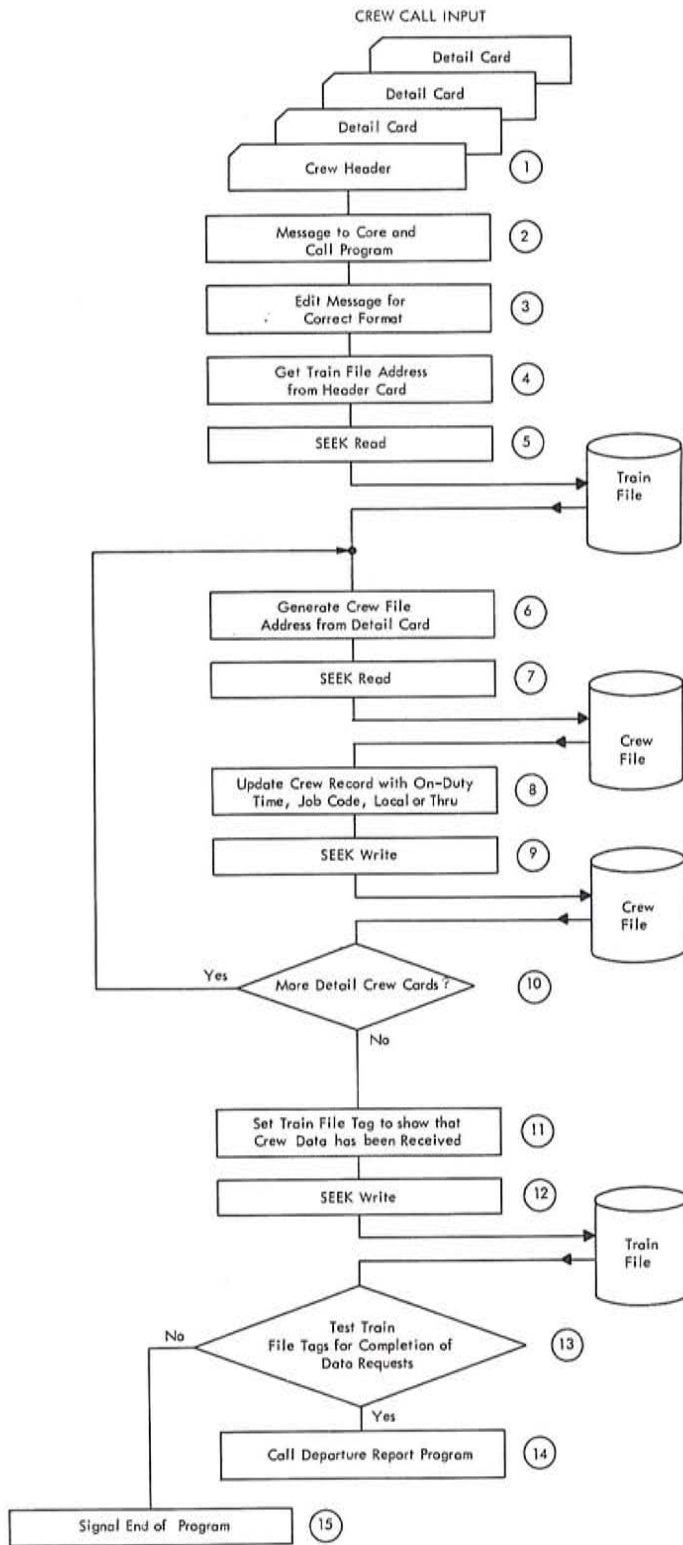 CREW CALL INPUT
Detail Card
Detail Card
Detail Card
Crew Header
1
Message to Core and
Call Program
2
Edit Message for
Correct Format
3
Get Train File Address
from Header Card
4
SEEK Read
5
Train
File
Generate Crew File
Address from Detail Card
6
SEEK Read
7
Crew
File
Update Crew Record with On-Duty
Time, Job Code, Local or Thru
8
SEEK Write
9
Crew
File
Yes
More Detail Crew Cards?
10
No
Set Train File Tag to show that
Crew Data has been Received
11
SEEK Write
12
Train
File
No
Test Train
File Tags for Completion of
Data Requests
13
Yes
Call Departure Report Program
14
Signal End of Program
15